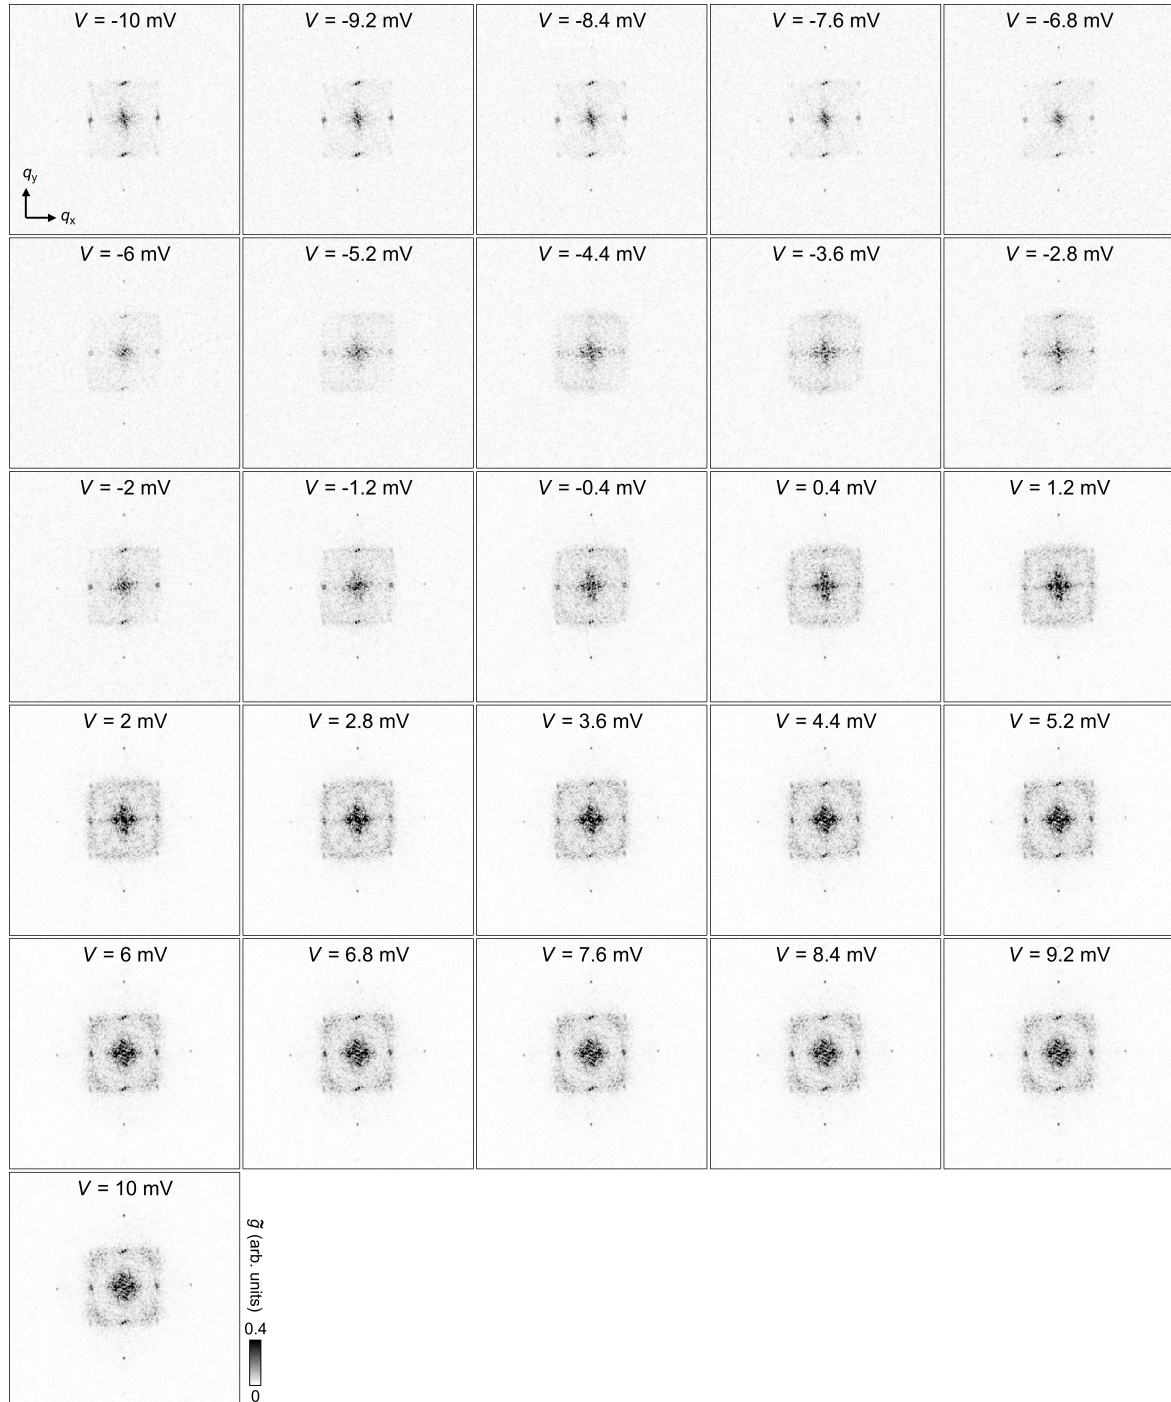 V = -10 mV
V = -9.2 mV
V = -8.4 mV
V = -7.6 mV
V = -6.8 mV
qy
qx
V = -6 mV
V = -5.2 mV
V = -4.4 mV
V = -3.6 mV
V = -2.8 mV
V = -2 mV
V = -1.2 mV
V = -0.4 mV
V = 0.4 mV
V = 1.2 mV
V = 2 mV
V = 2.8 mV
V = 3.6 mV
V = 4.4 mV
V = 5.2 mV
V = 6 mV
V = 6.8 mV
V = 7.6 mV
V = 8.4 mV
V = 9.2 mV
V = 10 mV
g̃ (arb. units)
0.4
0